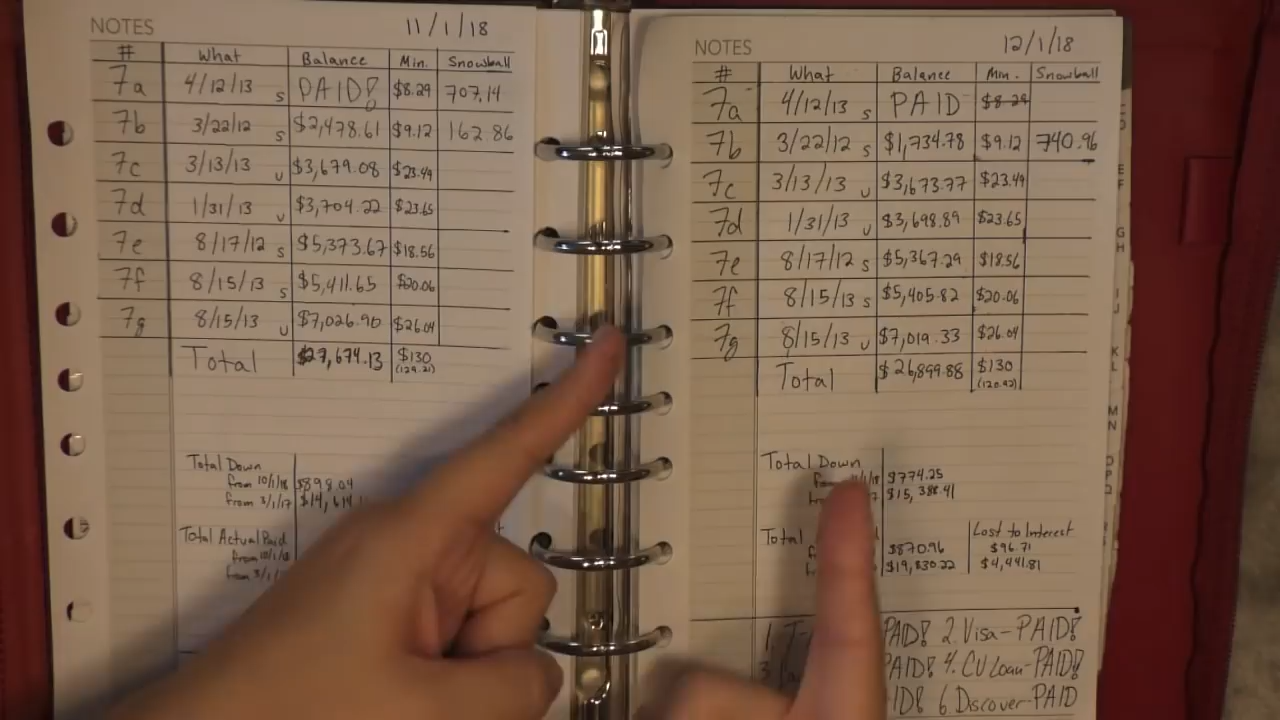 NOTES 11/1/18
# What Balance Min. Snowball
7a 4/12/13 s PAID! $8.29 707.14
7b 3/22/12 s $2,478.61 $9.12 162.86
7c 3/13/13 u $3,679.08 $23.49
7d 1/31/13 u $3,704.22 $23.65
7e 8/17/12 s $5,373.67 $18.56
7f 8/15/13 s $5,411.65 $20.06
7g 8/15/13 u $7,026.90 $26.04
Total $27,674.13 $130
(129.21)
Total Down
from 10/1/18 $898.04
from 3/1/17
Total Actual Paid
from
from
NOTES 12/1/18
# What Balance Min. Snowball
7a 4/12/13 s PAID $8.29
7b 3/22/12 s $1,734.78 $9.12 740.96
7c 3/13/13 u $3,673.77 $23.49
7d 1/31/13 u $3,698.89 $23.65
7e 8/17/12 s $5,367.29 $18.56
7f 8/15/13 s $5,405.82 $20.06
7g 8/15/13 u $7,019.33 $26.04
Total $26,899.88 $130
(120.92)
Total Down
$774.25
$15,388.41
Total Lost to Interest
$870.96 $96.71
$19,830.22 $4,441.81
1. PAID! 2. Visa-PAID!
3. PAID! 4. CU Loan-PAID!
6. Discover-PAID